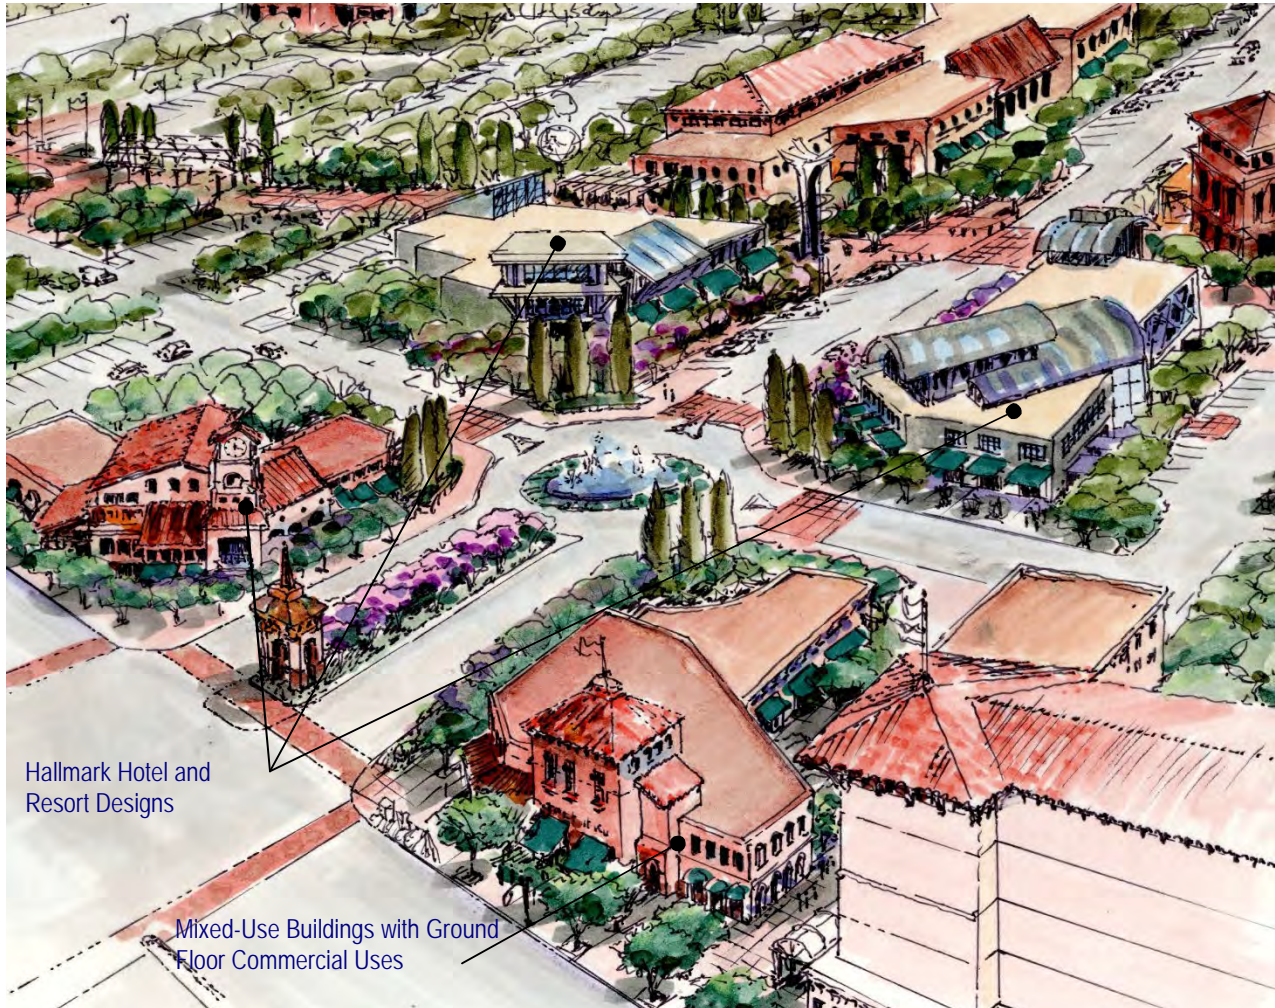 Hallmark Hotel and
Resort Designs
Mixed-Use Buildings with Ground
Floor Commercial Uses